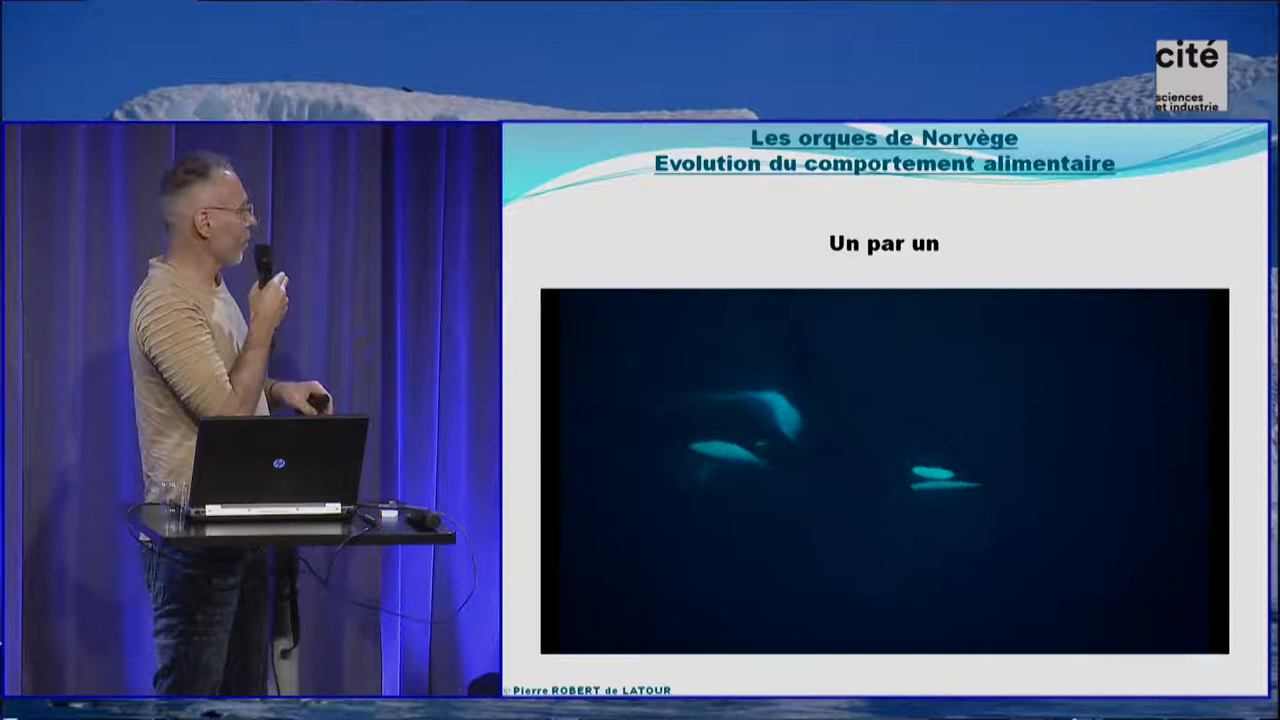 cité
sciences
et industrie
Les orques de Norvège
Evolution du comportement alimentaire
Un par un
hp
© Pierre ROBERT de LATOUR